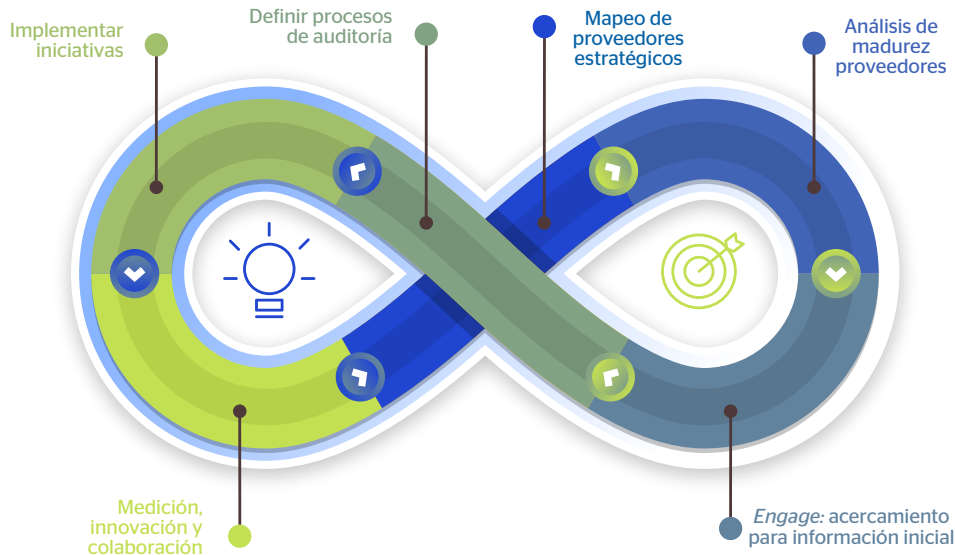 Implementar
iniciativas
Definir procesos
de auditoría
Mapeo de
proveedores
estratégicos
Análisis de
madurez
proveedores
Medición,
innovación y
colaboración
Engage: acercamiento
para información inicial